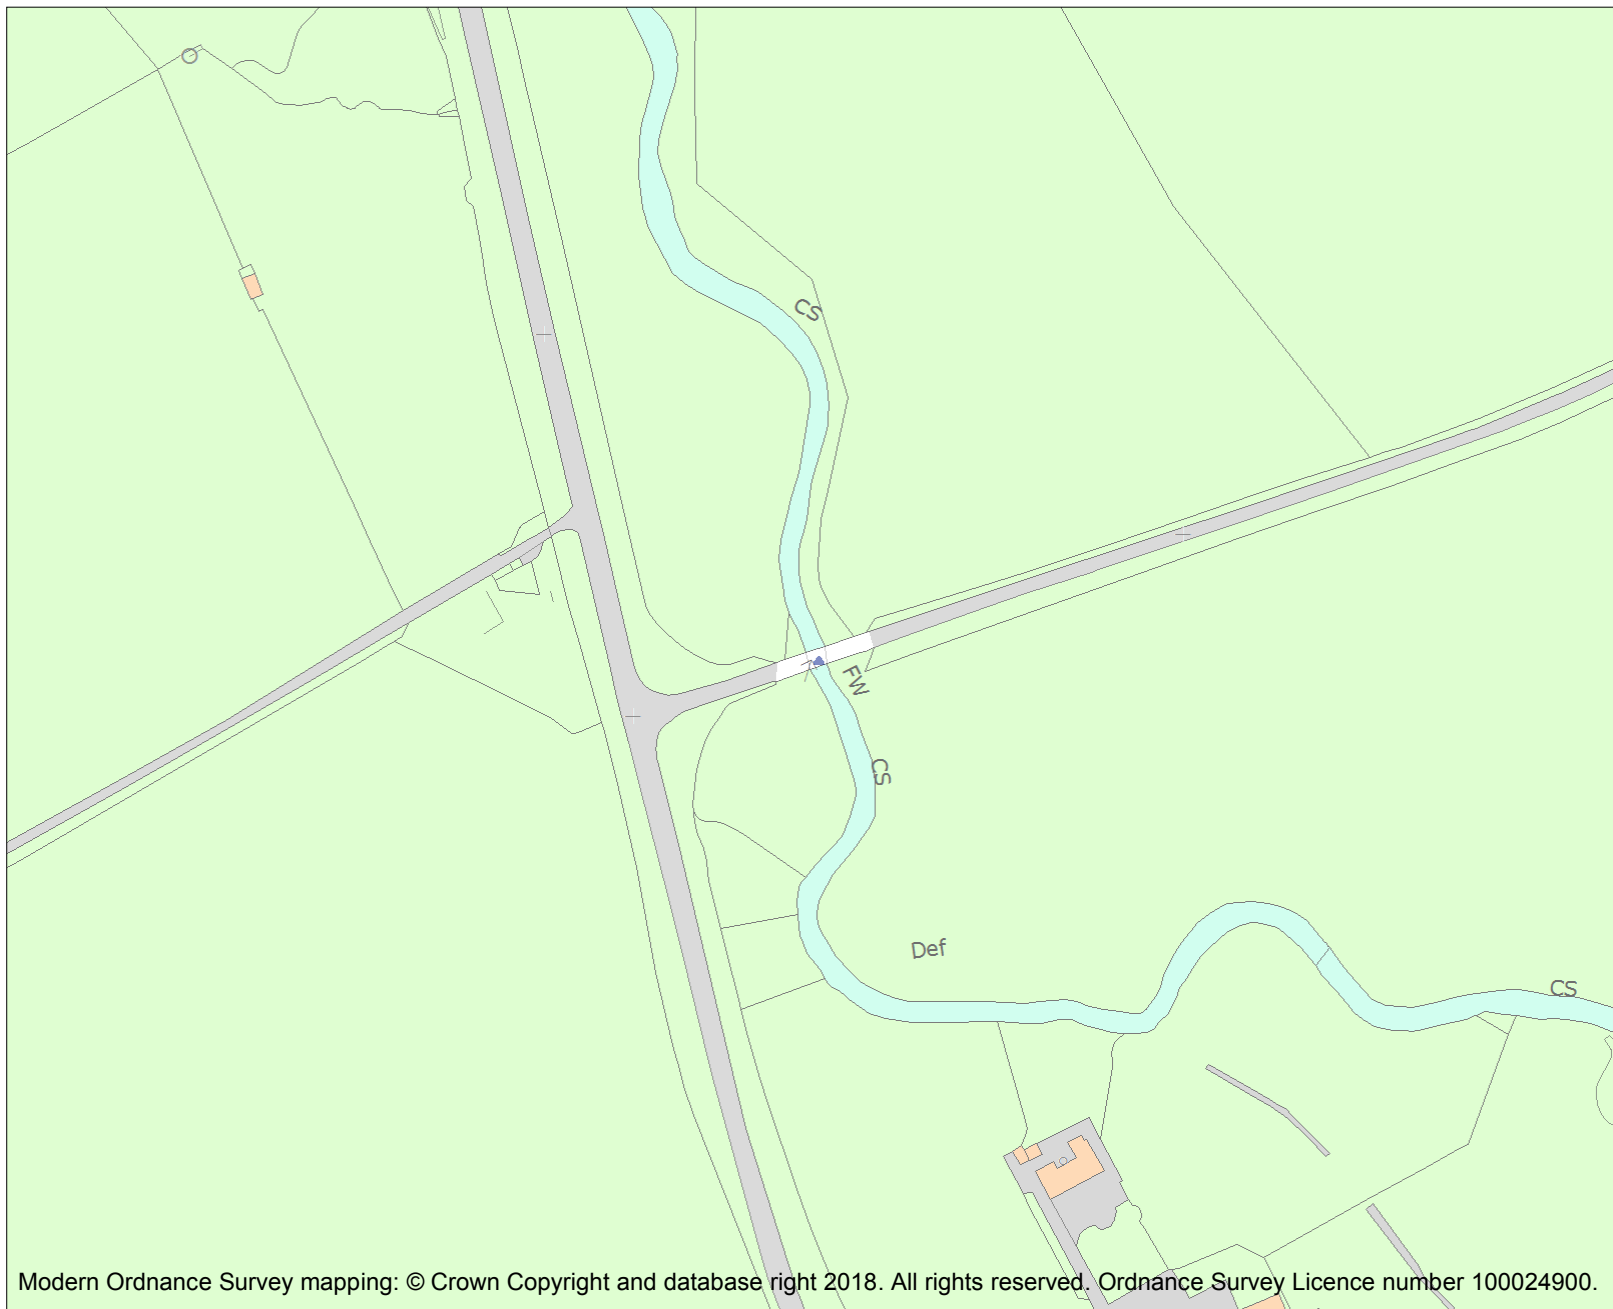 CS
FW
CS
Def
CS
Modern Ordnance Survey mapping: © Crown Copyright and database right 2018. All rights reserved. Ordnance Survey Licence number 100024900.